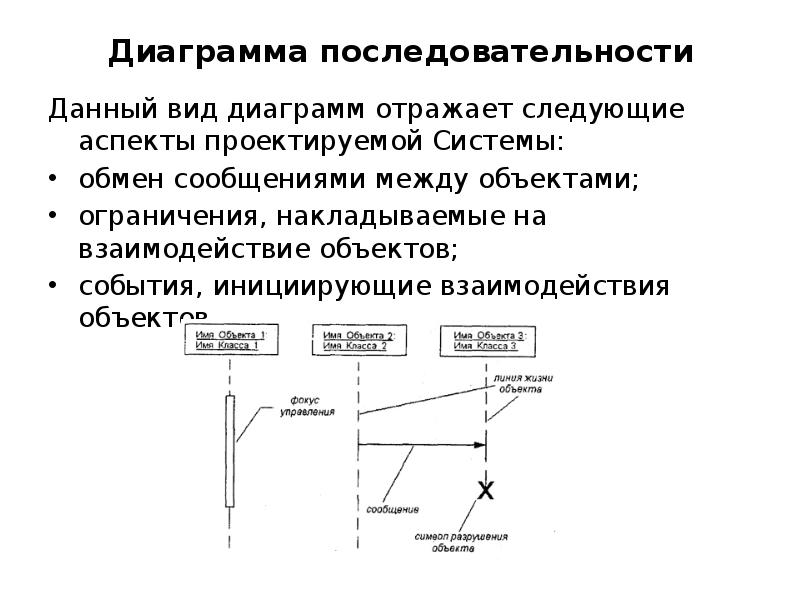 Диаграмма последовательности
Данный вид диаграмм отражает следующие
аспекты проектируемой Системы:
• обмен сообщениями между объектами;
• ограничения, накладываемые на
взаимодействие объектов;
• события, инициирующие взаимодействия
объектов
Имя Объекта 1:
Имя Класса 1
Имя Объекта 2:
Имя Класса 2
Имя Объекта 3:
Имя Класса 3
линия жизни
объекта
фокус
управления
сообщение
X
символ разрушения
объекта